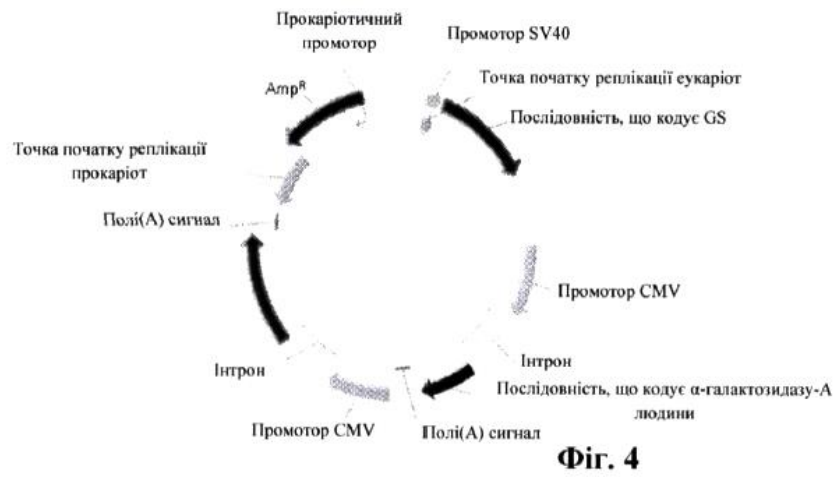 Прокаріотичний
промотор
Промотор SV40
Amp^R
Точка початку реплікації еукаріот
Послідовність, що кодує GS
Точка початку реплікації
прокаріот
Полі(А) сигнал
Промотор CMV
Інтрон
Інтрон
Послідовність, що кодує α-галактозидазу-А
людини
Промотор CMV
Полі(А) сигнал
Фіг. 4